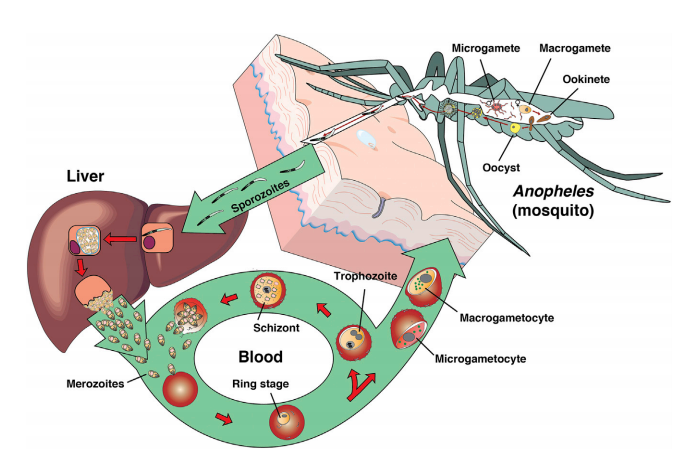 Microgamete
Macrogamete
Ookinete
Oocyst
Anopheles
(mosquito)
Liver
Sporozoites
Trophozoite
Macrogametocyte
Schizont
Blood
Microgametocyte
Merozoites
Ring stage